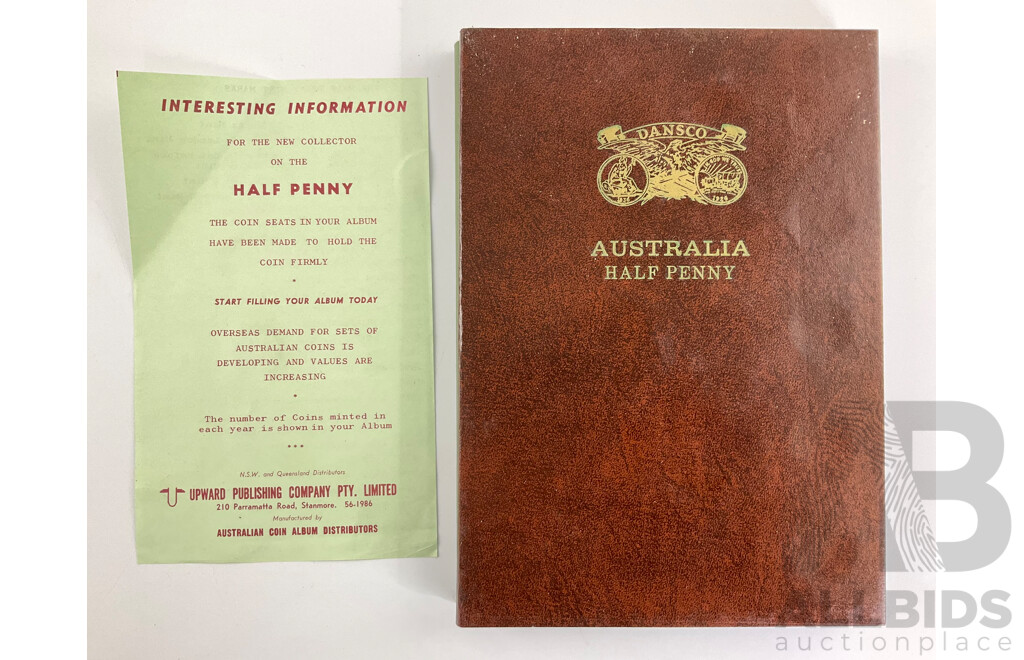 INTERESTING INFORMATION
FOR THE NEW COLLECTOR
ON THE
HALF PENNY
THE COIN SEATS IN YOUR ALBUM
HAVE BEEN MADE TO HOLD THE
COIN FIRMLY
*
START FILLING YOUR ALBUM TODAY
OVERSEAS DEMAND FOR SETS OF
AUSTRALIAN COINS IS
DEVELOPING AND VALUES ARE
INCREASING
*
The number of Coins minted in
each year is shown in your Album
***
N.S.W. and Queensland Distributors
UPWARD PUBLISHING COMPANY PTY. LIMITED
210 Parramatta Road, Stanmore. 56-1986
Manufactured by
AUSTRALIAN COIN ALBUM DISTRIBUTORS
DANSCO
AUSTRALIA
HALF PENNY
AB
ALLBIDS
auctionplace